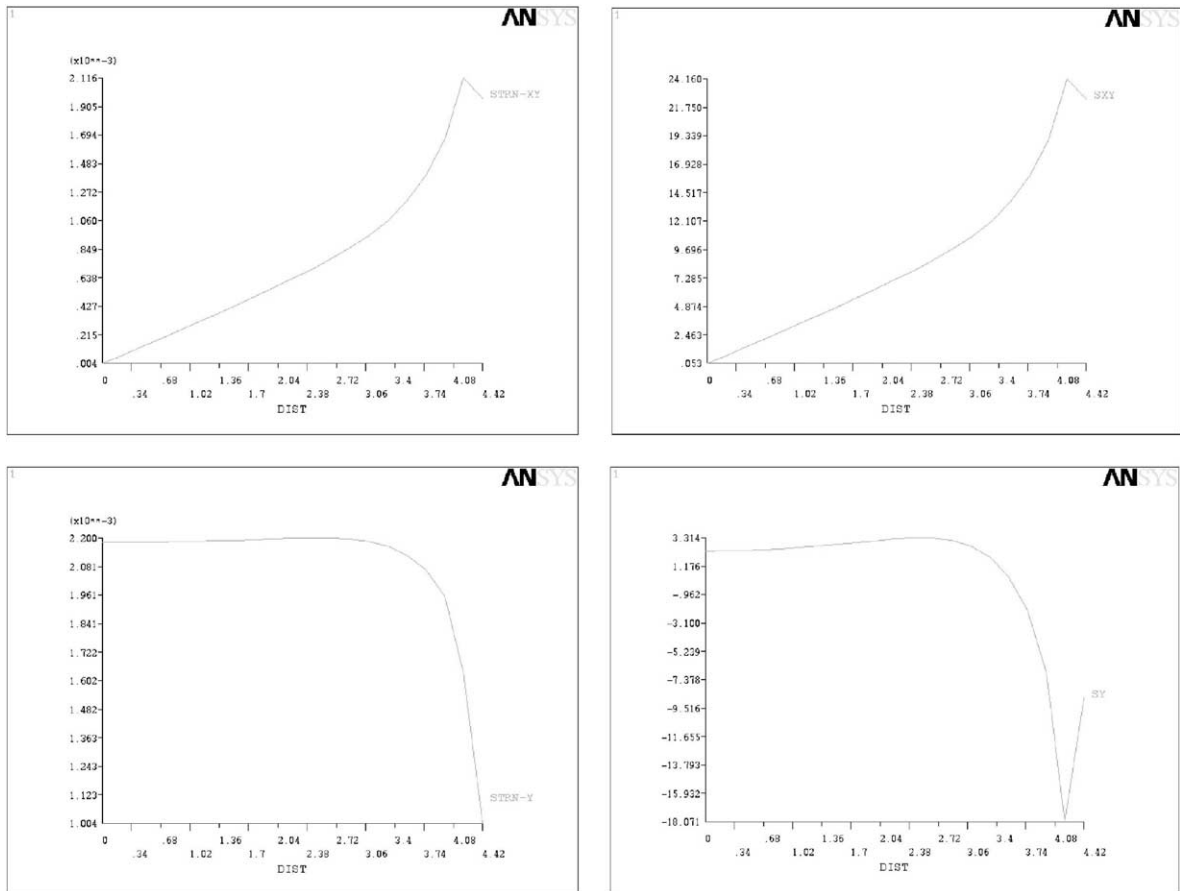 1
ANSYS
(x10**-3)
2.116
1.905
1.694
1.483
1.272
1.060
.849
.638
.427
.215
.004
STRN-XY
0 .68 1.36 2.04 2.72 3.4 4.08
.34 1.02 1.7 2.38 3.06 3.74 4.42
DIST
1
ANSYS
24.160
21.750
19.339
16.928
14.517
12.107
9.696
7.285
4.874
2.463
.053
SXY
0 .68 1.36 2.04 2.72 3.4 4.08
.34 1.02 1.7 2.38 3.06 3.74 4.42
DIST
1
ANSYS
(x10**-3)
2.200
2.081
1.961
1.841
1.722
1.602
1.482
1.363
1.243
1.123
1.004
STRN-Y
0 .68 1.36 2.04 2.72 3.4 4.08
.34 1.02 1.7 2.38 3.06 3.74 4.42
DIST
1
ANSYS
3.314
1.176
-.962
-3.100
-5.239
-7.378
-9.516
-11.655
-13.793
-15.932
-18.071
SY
0 .68 1.36 2.04 2.72 3.4 4.08
.34 1.02 1.7 2.38 3.06 3.74 4.42
DIST